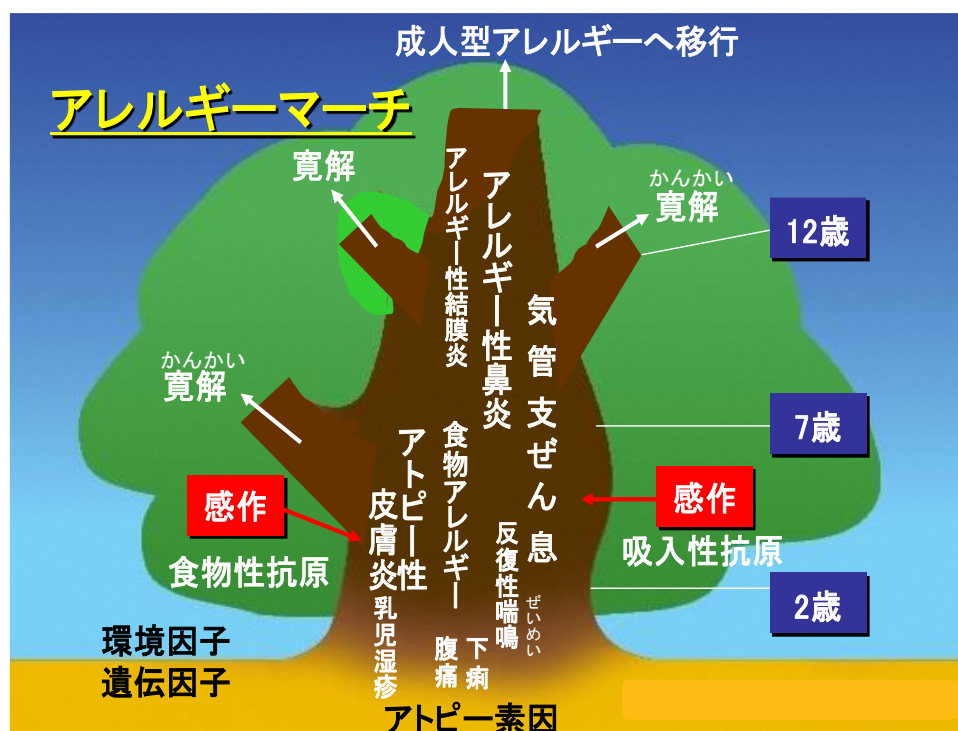 成人型アレルギーへ移行
アレルギーマーチ
寛解
かんかい
寛解
12歳
アレルギー性結膜炎
アレルギー性鼻炎
気管支ぜん息
かんかい
寛解
7歳
アトピー性
皮膚炎
食物アレルギー
感作
感作
食物性抗原
吸入性抗原
反復性喘鳴
ぜいめい
2歳
乳児湿疹
腹痛
下痢
環境因子
遺伝因子
アトピー素因